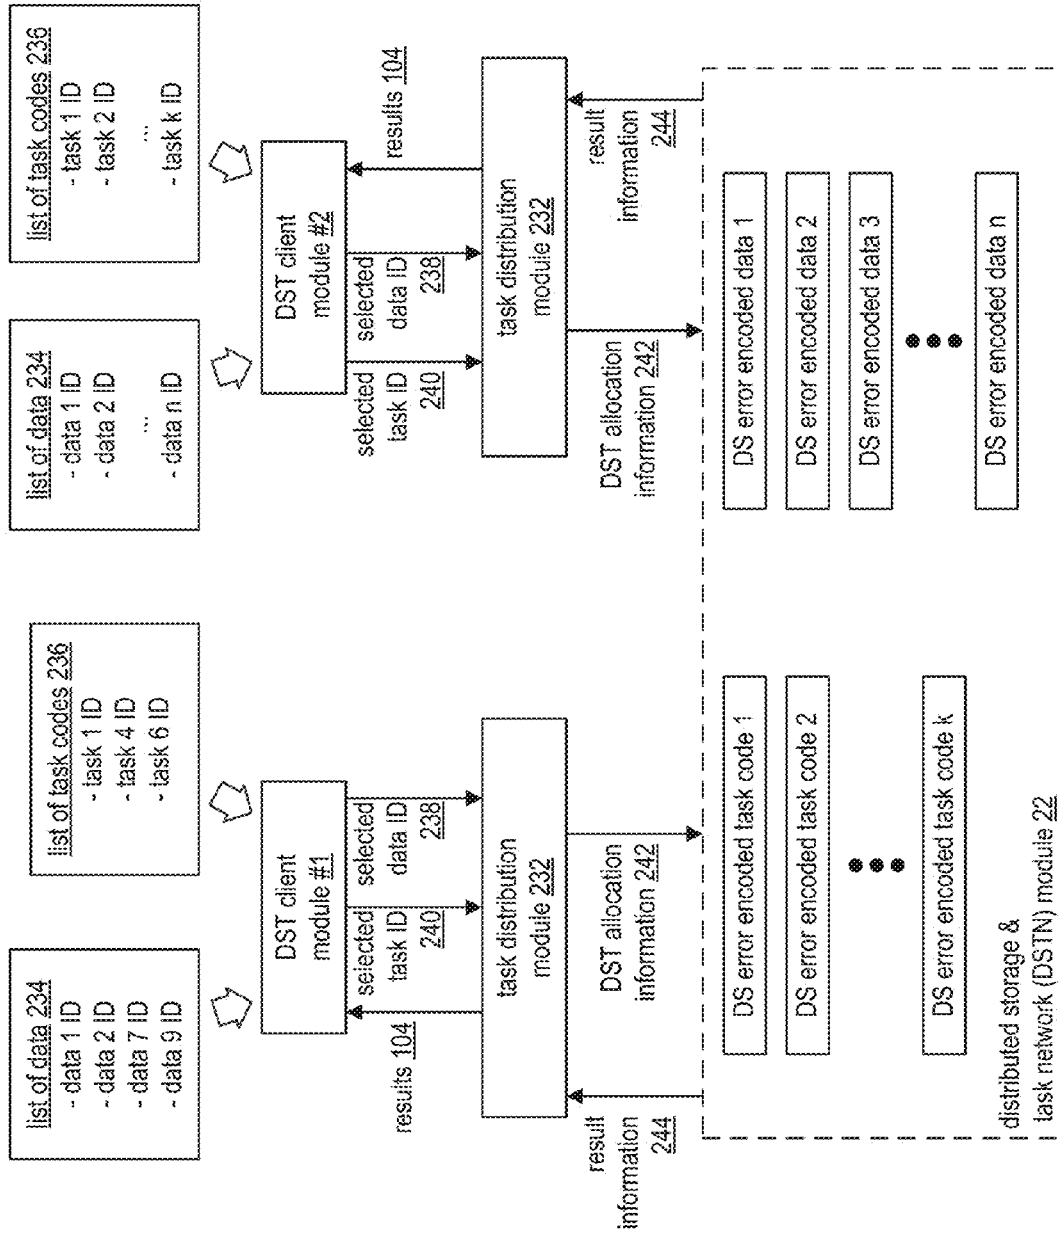 list of data 234
- data 1 ID
- data 2 ID
- data 7 ID
- data 9 ID
list of task codes 236
- task 1 ID
- task 4 ID
- task 6 ID
list of data 234
- data 1 ID
- data 2 ID
...
- data n ID
list of task codes 236
- task 1 ID
- task 2 ID
...
- task k ID
DST client
module #1
DST client
module #2
results 104
selected
task ID
240
selected
data ID
238
selected
task ID
240
selected
data ID
238
results 104
task distribution
module 232
task distribution
module 232
result
information
244
DST allocation
information 242
DST allocation
information 242
result
information
244
DS error encoded task code 1
DS error encoded task code 2
DS error encoded task code k
DS error encoded data 1
DS error encoded data 2
DS error encoded data 3
DS error encoded data n
distributed storage &
task network (DSTN) module 22